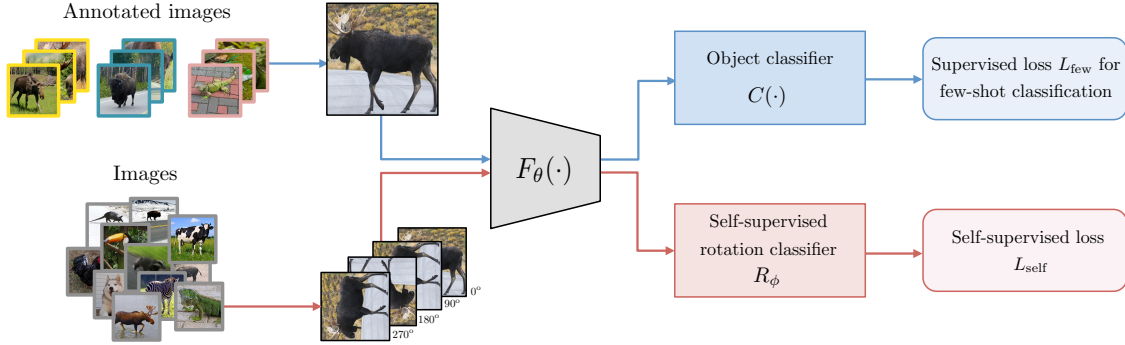 Annotated images
Object classifier
C(·)
Supervised loss L_few for
few-shot classification
F_θ(·)
Images
Self-supervised
rotation classifier
R_ϕ
Self-supervised loss
L_self
0°
90°
180°
270°